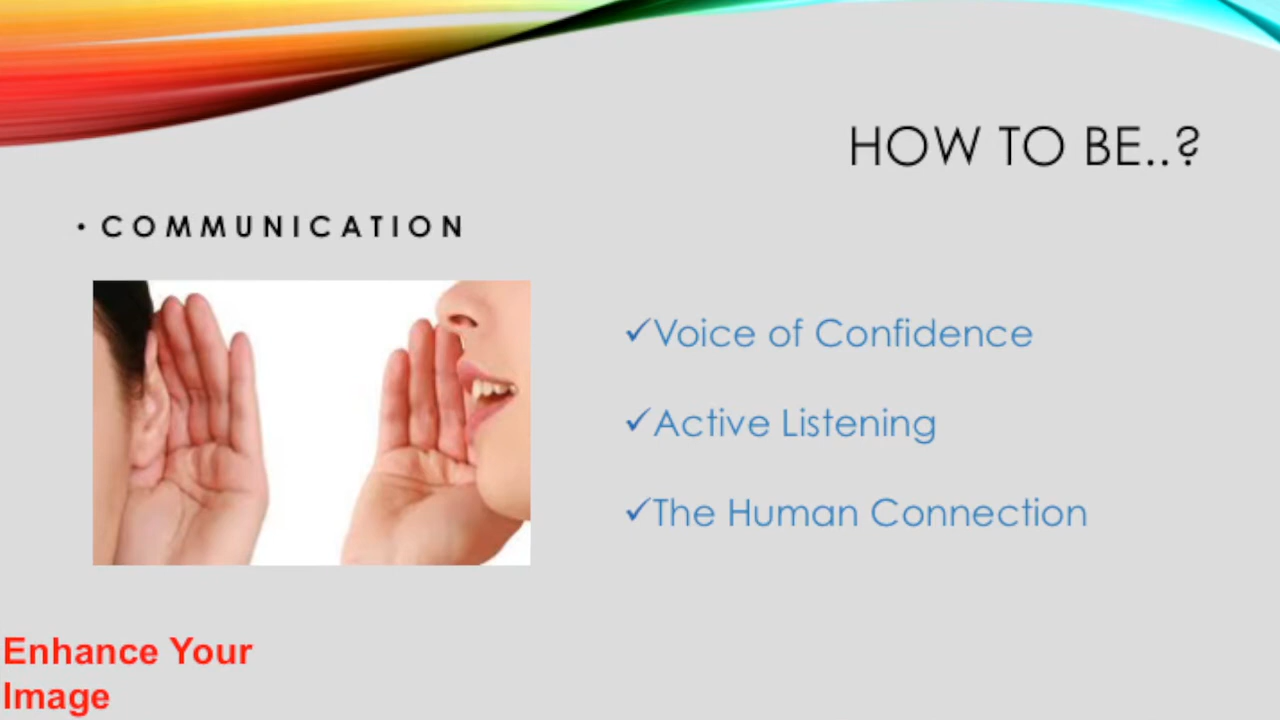 HOW TO BE..?
• COMMUNICATION
✓Voice of Confidence
✓Active Listening
✓The Human Connection
Enhance Your
Image